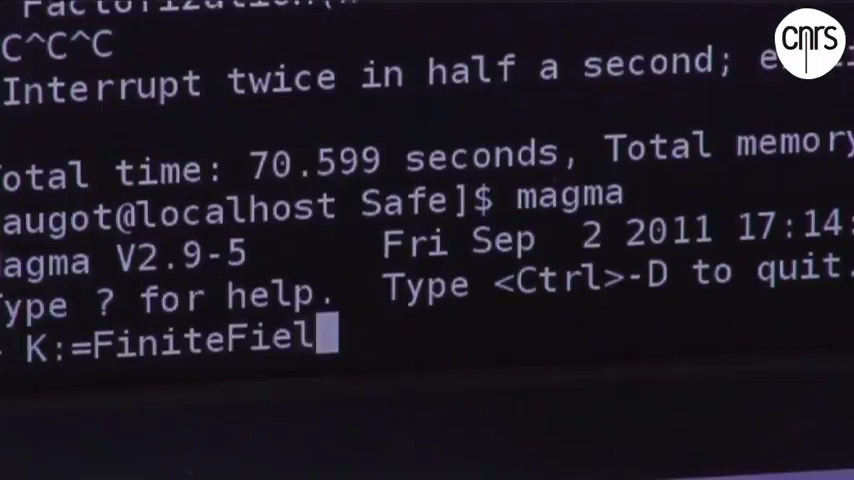 Factorization(
C^C^C
Interrupt twice in half a second;
otal time: 70.599 seconds, Total memory
augot@localhost Safe]$ magma
agma V2.9-5 Fri Sep 2 2011 17:14:
ype ? for help. Type <Ctrl>-D to quit.
K:=FiniteFiel
cnrs